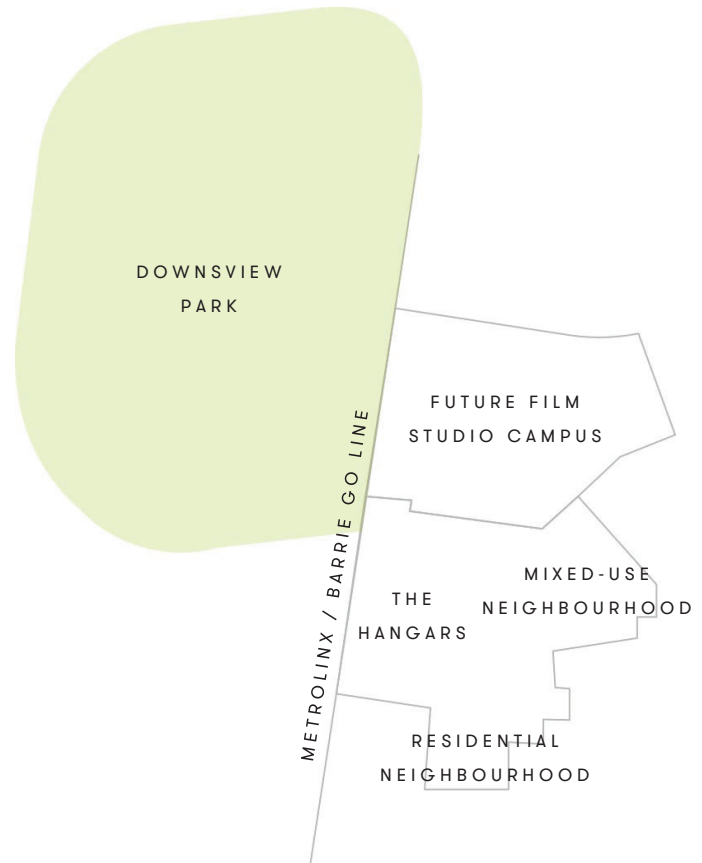 DOWNSVIEW
PARK
FUTURE FILM
STUDIO CAMPUS
METROLINX / BARRIE GO LINE
MIXED-USE
NEIGHBOURHOOD
THE
HANGARS
RESIDENTIAL
NEIGHBOURHOOD